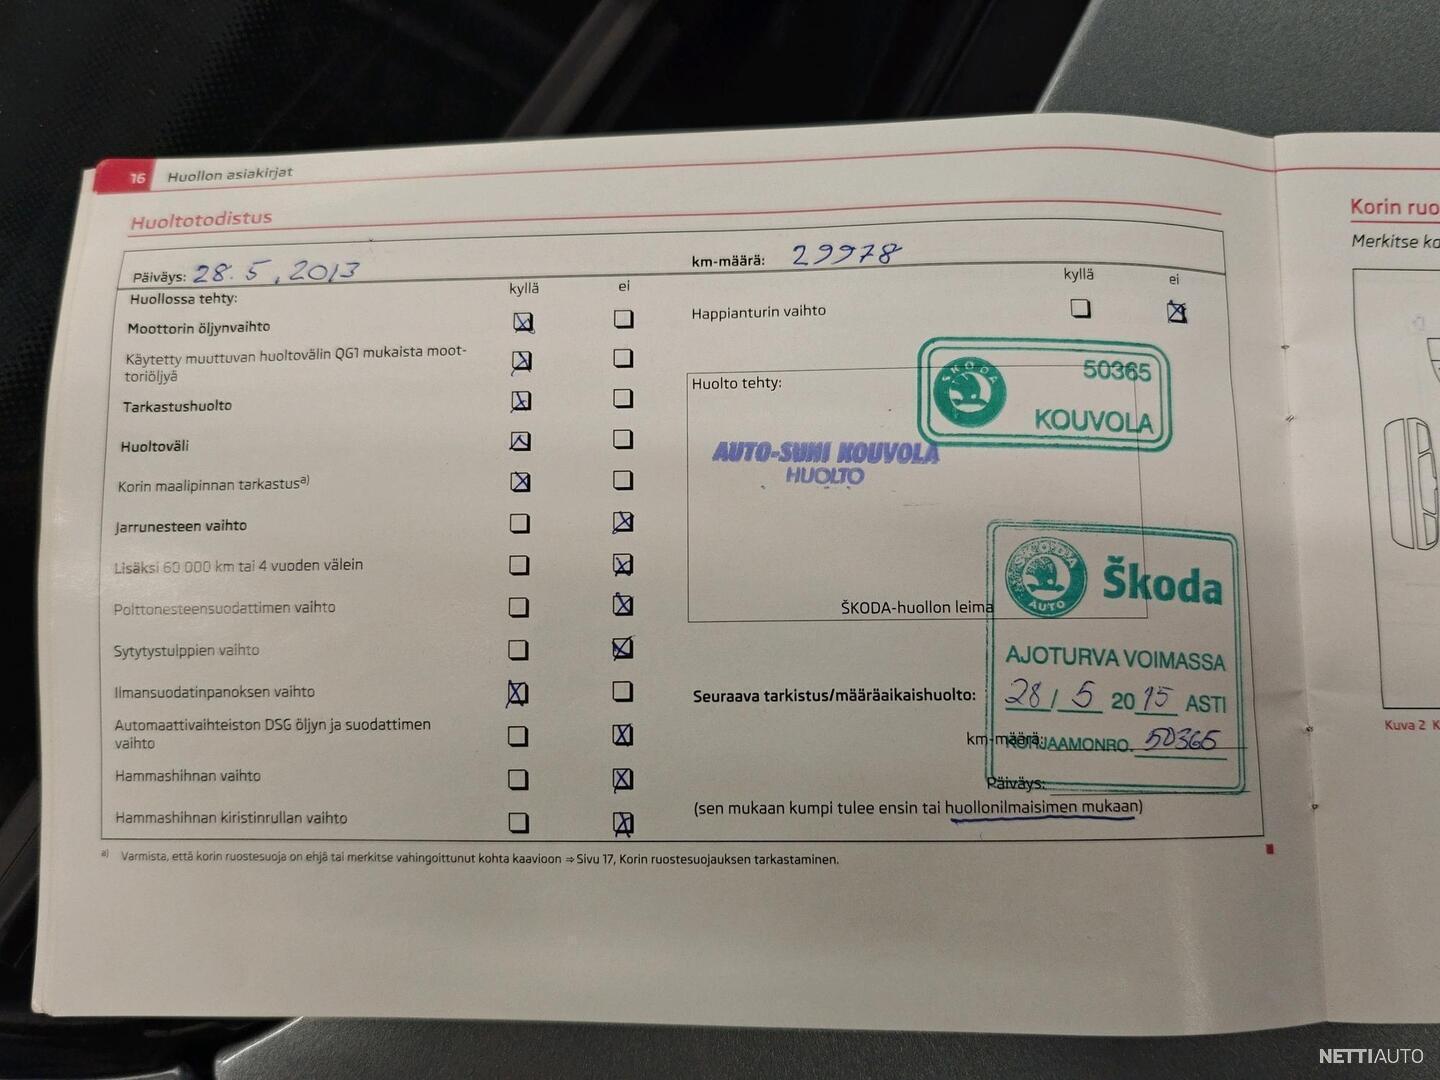 16 Huollon asiakirjat
Huoltotodistus
Päiväys: 28.5.2013
km-määrä: 29978
Huollossa tehty:
kyllä ei
Moottorin öljynvaihto
Käytetty muuttuvan huoltovälin QG1 mukaista moot-
toriöljyä
Tarkastushuolto
Huoltoväli
Korin maalipinnan tarkastus a)
Jarrunesteen vaihto
Lisäksi 60 000 km tai 4 vuoden välein
Polttonesteensuodattimen vaihto
Sytytystulppien vaihto
Ilmansuodatinpanoksen vaihto
Automaattivaihteiston DSG öljyn ja suodattimen
vaihto
Hammashihnan vaihto
Hammashihnan kiristinrullan vaihto
kyllä ei
Happianturin vaihto
Huolto tehty:
ŠKODA
50365
KOUVOLA
AUTO-SUNI KOUVOLA
HUOLTO
ŠKODA-huollon leima
ŠKODA
AUTO
Škoda
AJOTURVA VOIMASSA
28/5 2015 ASTI
KORJAAMONRO. 50365
Seuraava tarkistus/määräaikaishuolto:
km-määrä:
Päiväys:
(sen mukaan kumpi tulee ensin tai huollonilmaisimen mukaan)
a) Varmista, että korin ruostesuoja on ehjä tai merkitse vahingoittunut kohta kaavioon ⇒ Sivu 17, Korin ruostesuojauksen tarkastaminen.
Korin ruo
Merkitse ka
Kuva 2 K
NETTIAUTO